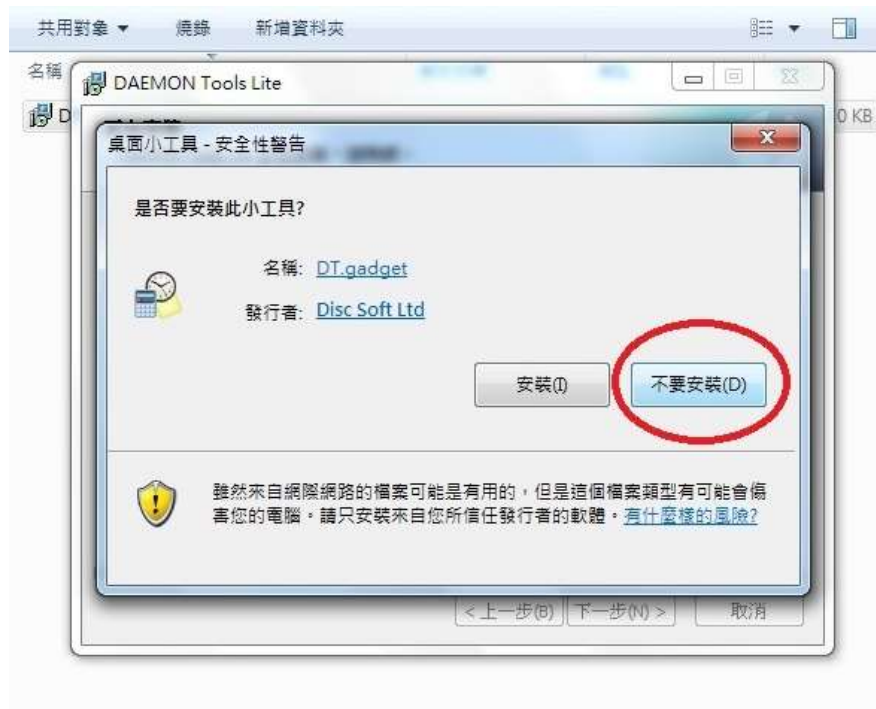 共用對象 燒錄 新增資料夾
名稱
DAEMON Tools Lite
D
0 KB
桌面小工具 - 安全性警告
是否要安裝此小工具?
名稱: DT.gadget
發行者: Disc Soft Ltd
安裝(I) 不要安裝(D)
雖然來自網際網路的檔案可能是有用的，但是這個檔案類型有可能會傷
害您的電腦。請只安裝來自您所信任發行者的軟體。有什麼樣的風險?
< 上一步(B) 下一步(N) > 取消